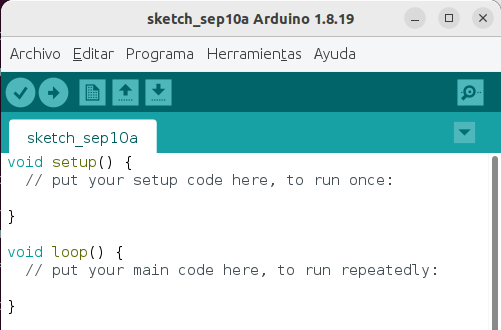 sketch_sep10a Arduino 1.8.19
Archivo Editar Programa Herramientas Ayuda
sketch_sep10a
void setup() {
  // put your setup code here, to run once:

}

void loop() {
  // put your main code here, to run repeatedly:

}